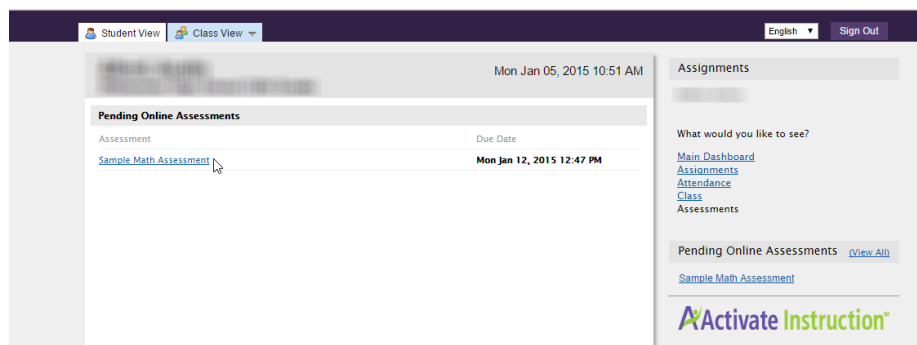 Student View Class View English Sign Out
Mon Jan 05, 2015 10:51 AM
Pending Online Assessments
Assessment Due Date
Sample Math Assessment Mon Jan 12, 2015 12:47 PM
Assignments
What would you like to see?
Main Dashboard
Assignments
Attendance
Class
Assessments
Pending Online Assessments (View All)
Sample Math Assessment
Activate Instruction™